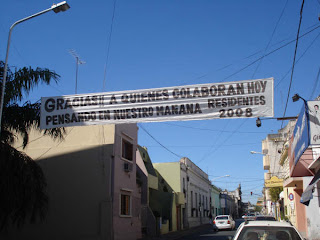 GRACIAS!! A QUIENES COLABORAN HOY
PENSANDO EN NUESTRO MAÑANA RESIDENTES
2008